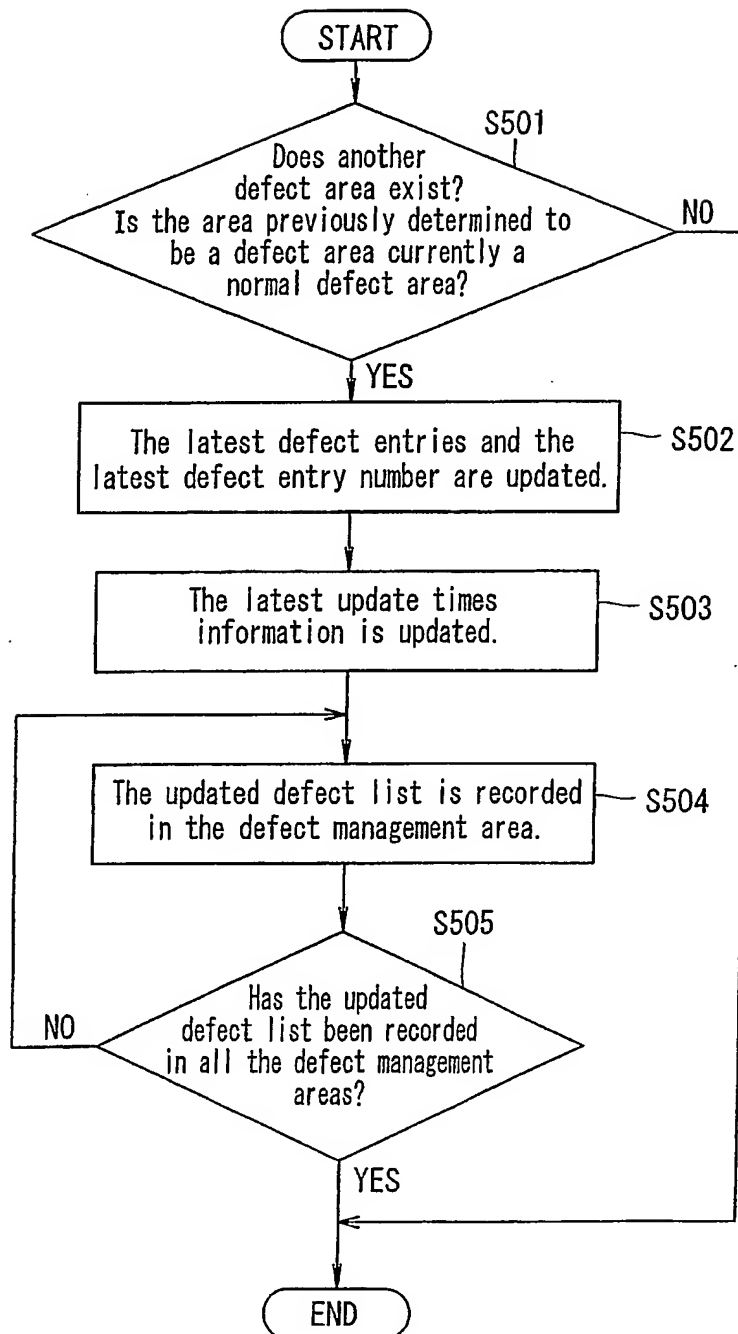 START
S501
Does another
defect area exist?
Is the area previously determined to
be a defect area currently a
normal defect area?
NO
YES
The latest defect entries and the
latest defect entry number are updated.
S502
The latest update times
information is updated.
S503
The updated defect list is recorded
in the defect management area.
S504
S505
Has the updated
defect list been recorded
in all the defect management
areas?
NO
YES
END